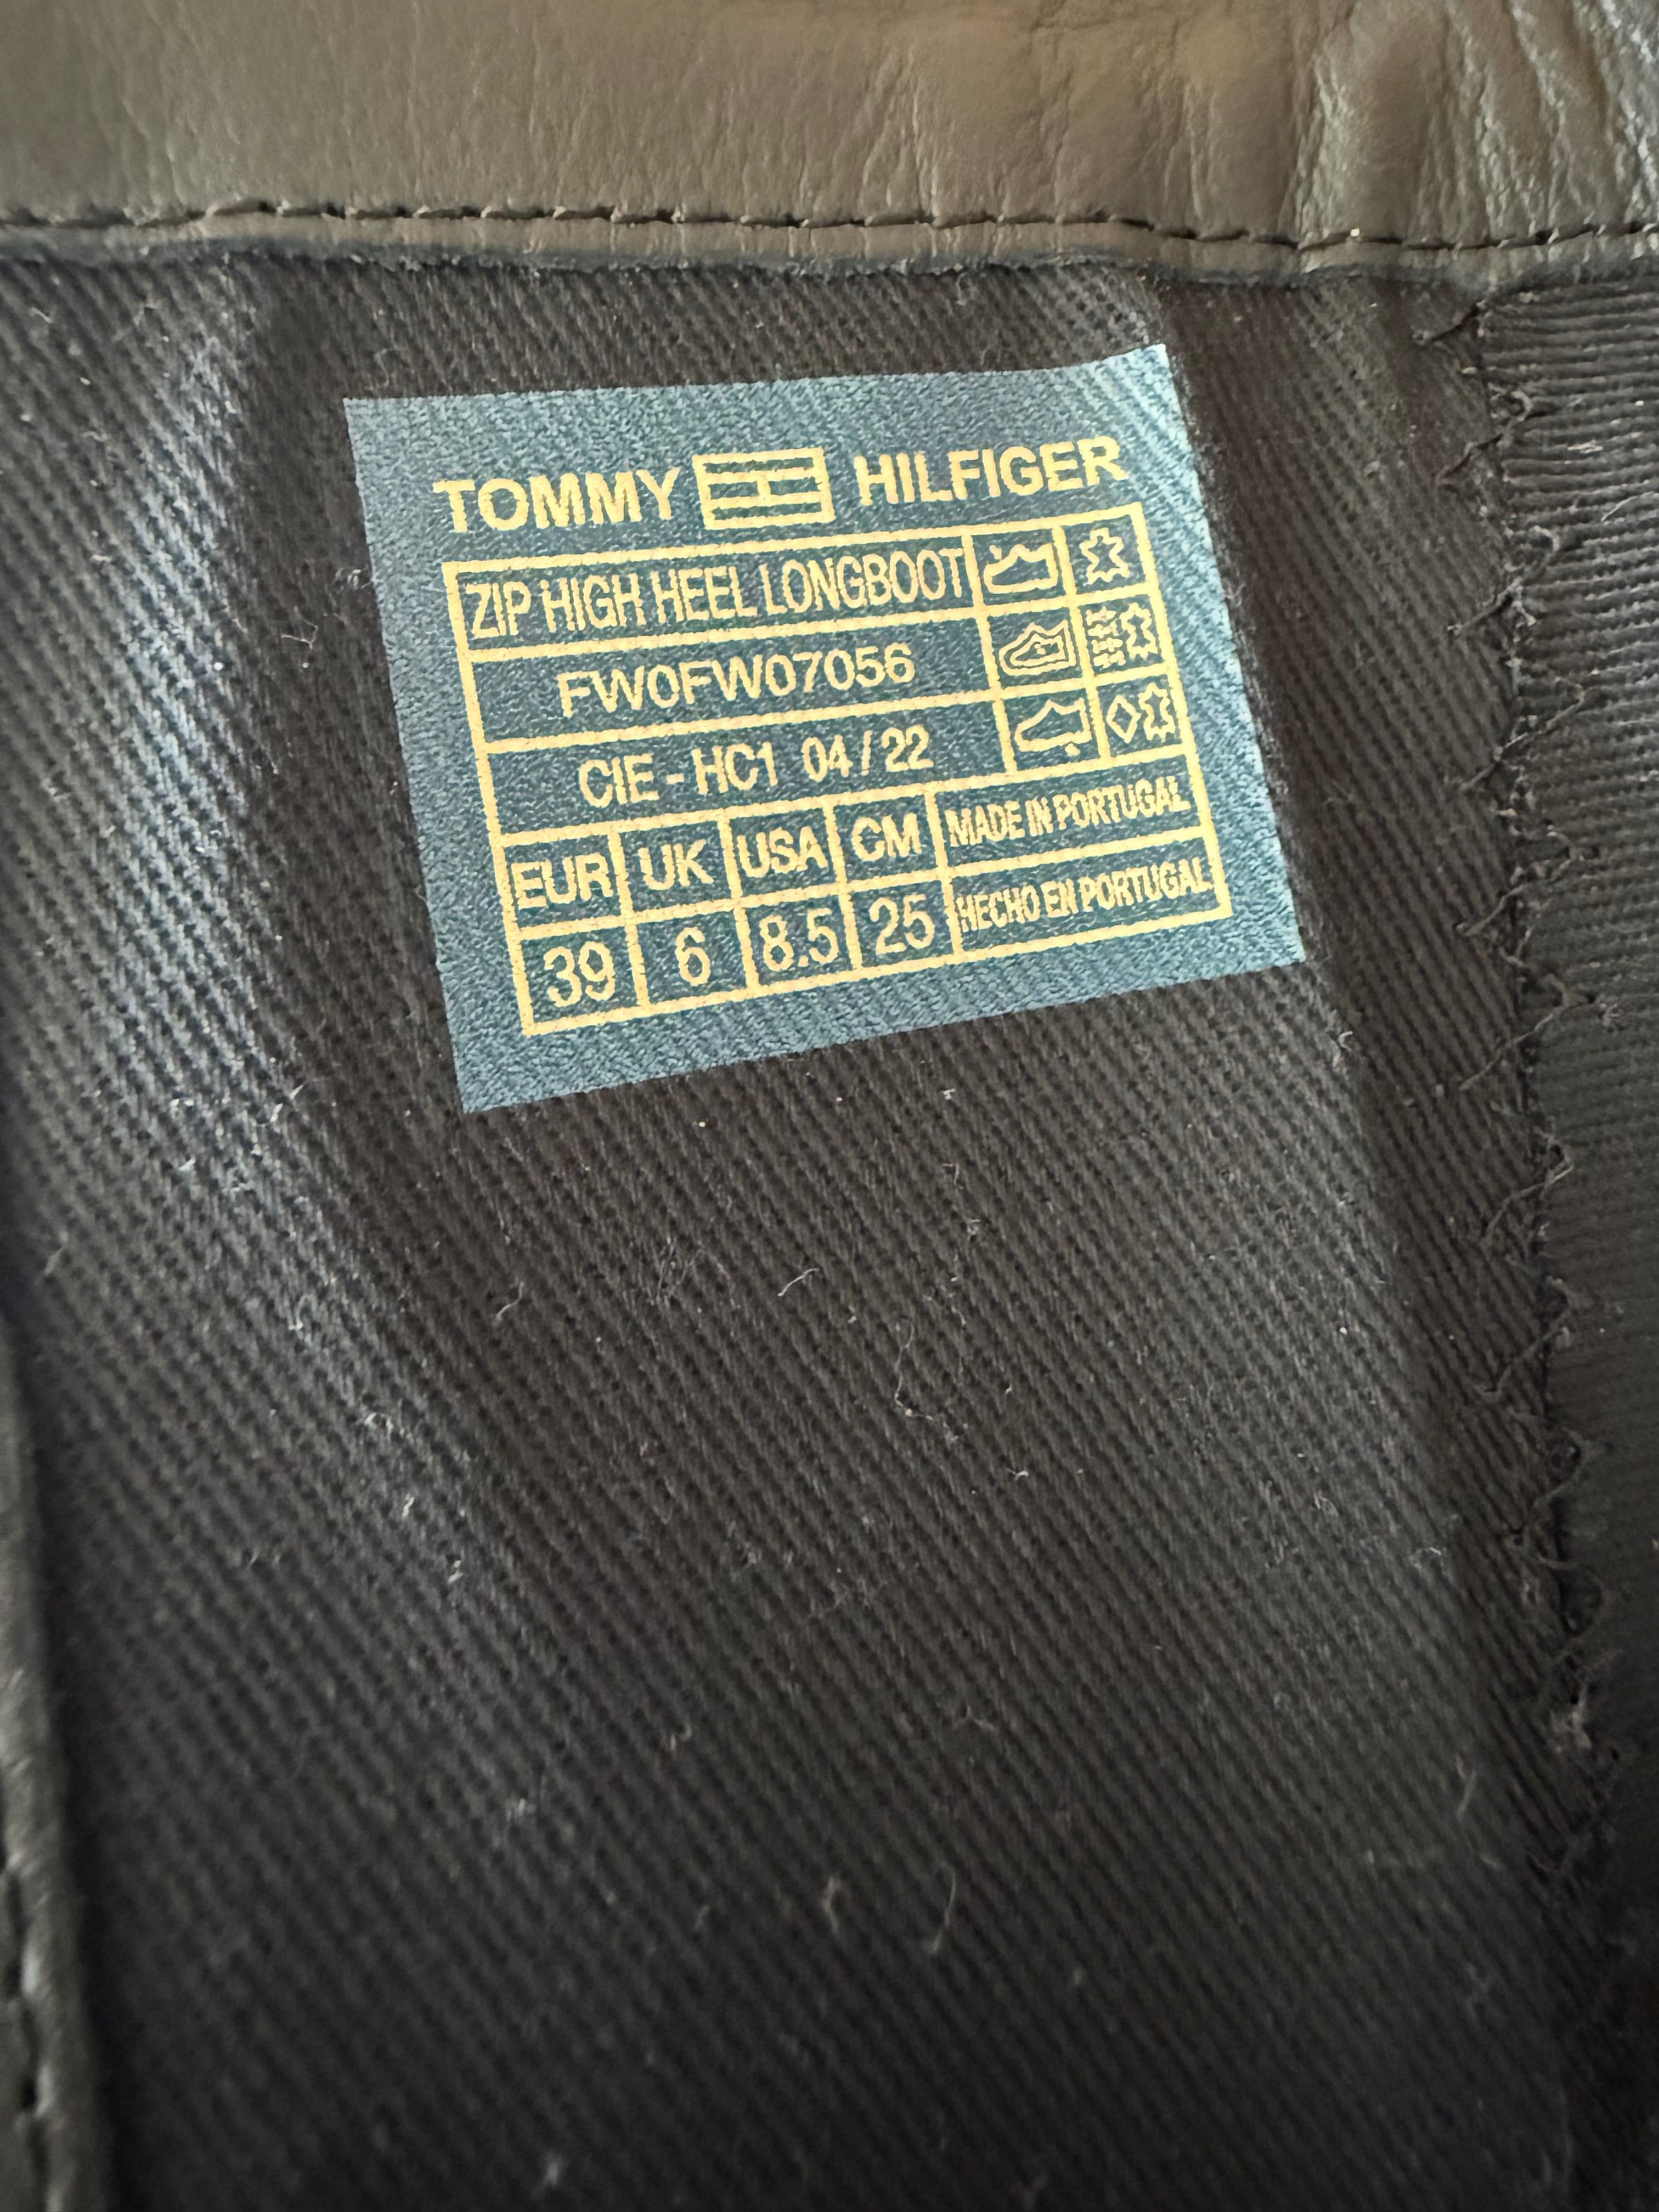 TOMMY HILFIGER
ZIP HIGH HEEL LONGBOOT
FW0FW07056
CIE - HC1 04 / 22
EUR UK USA CM MADE IN PORTUGAL
39 6 8.5 25 HECHO EN PORTUGAL